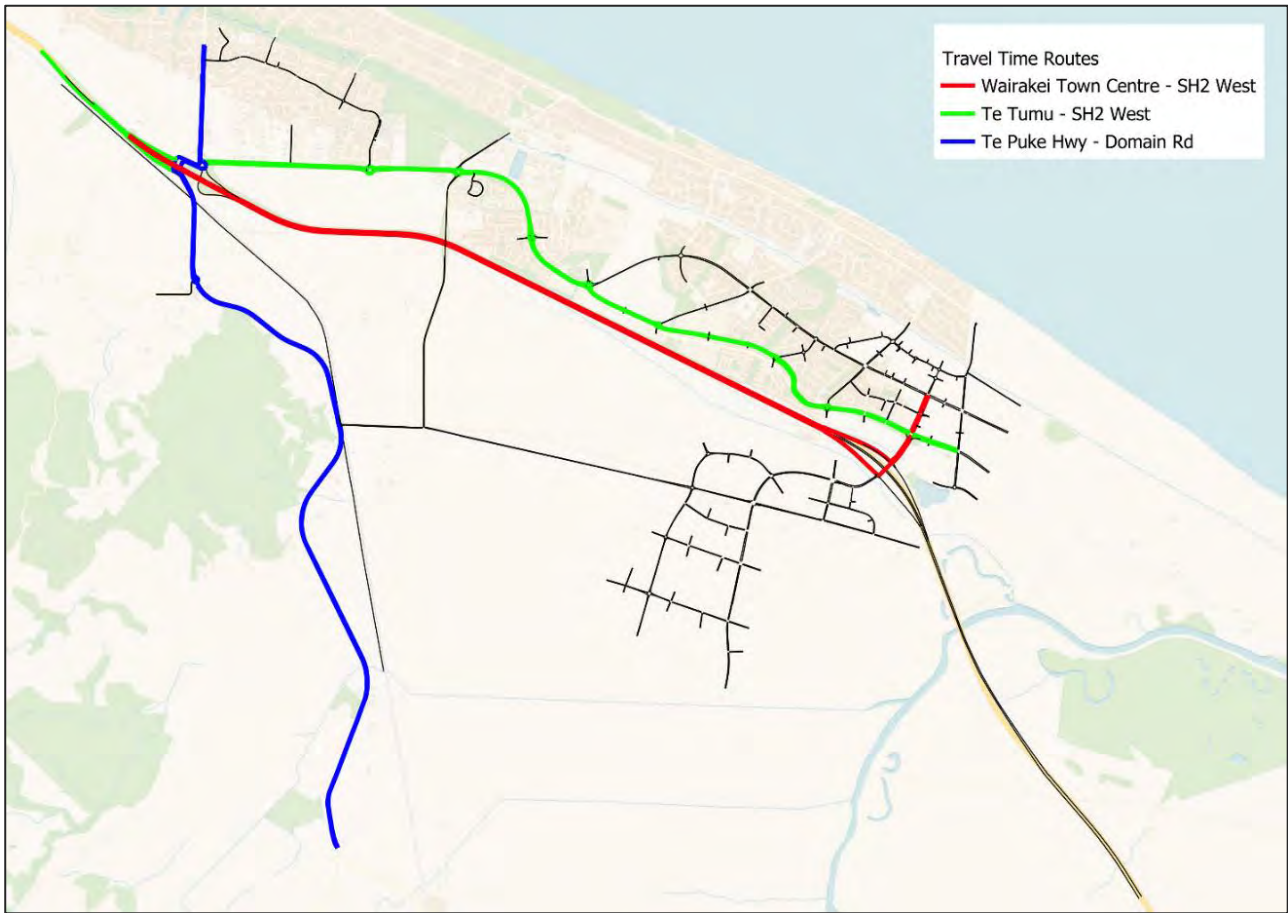 Travel Time Routes
Wairakei Town Centre - SH2 West
Te Tumu - SH2 West
Te Puke Hwy - Domain Rd